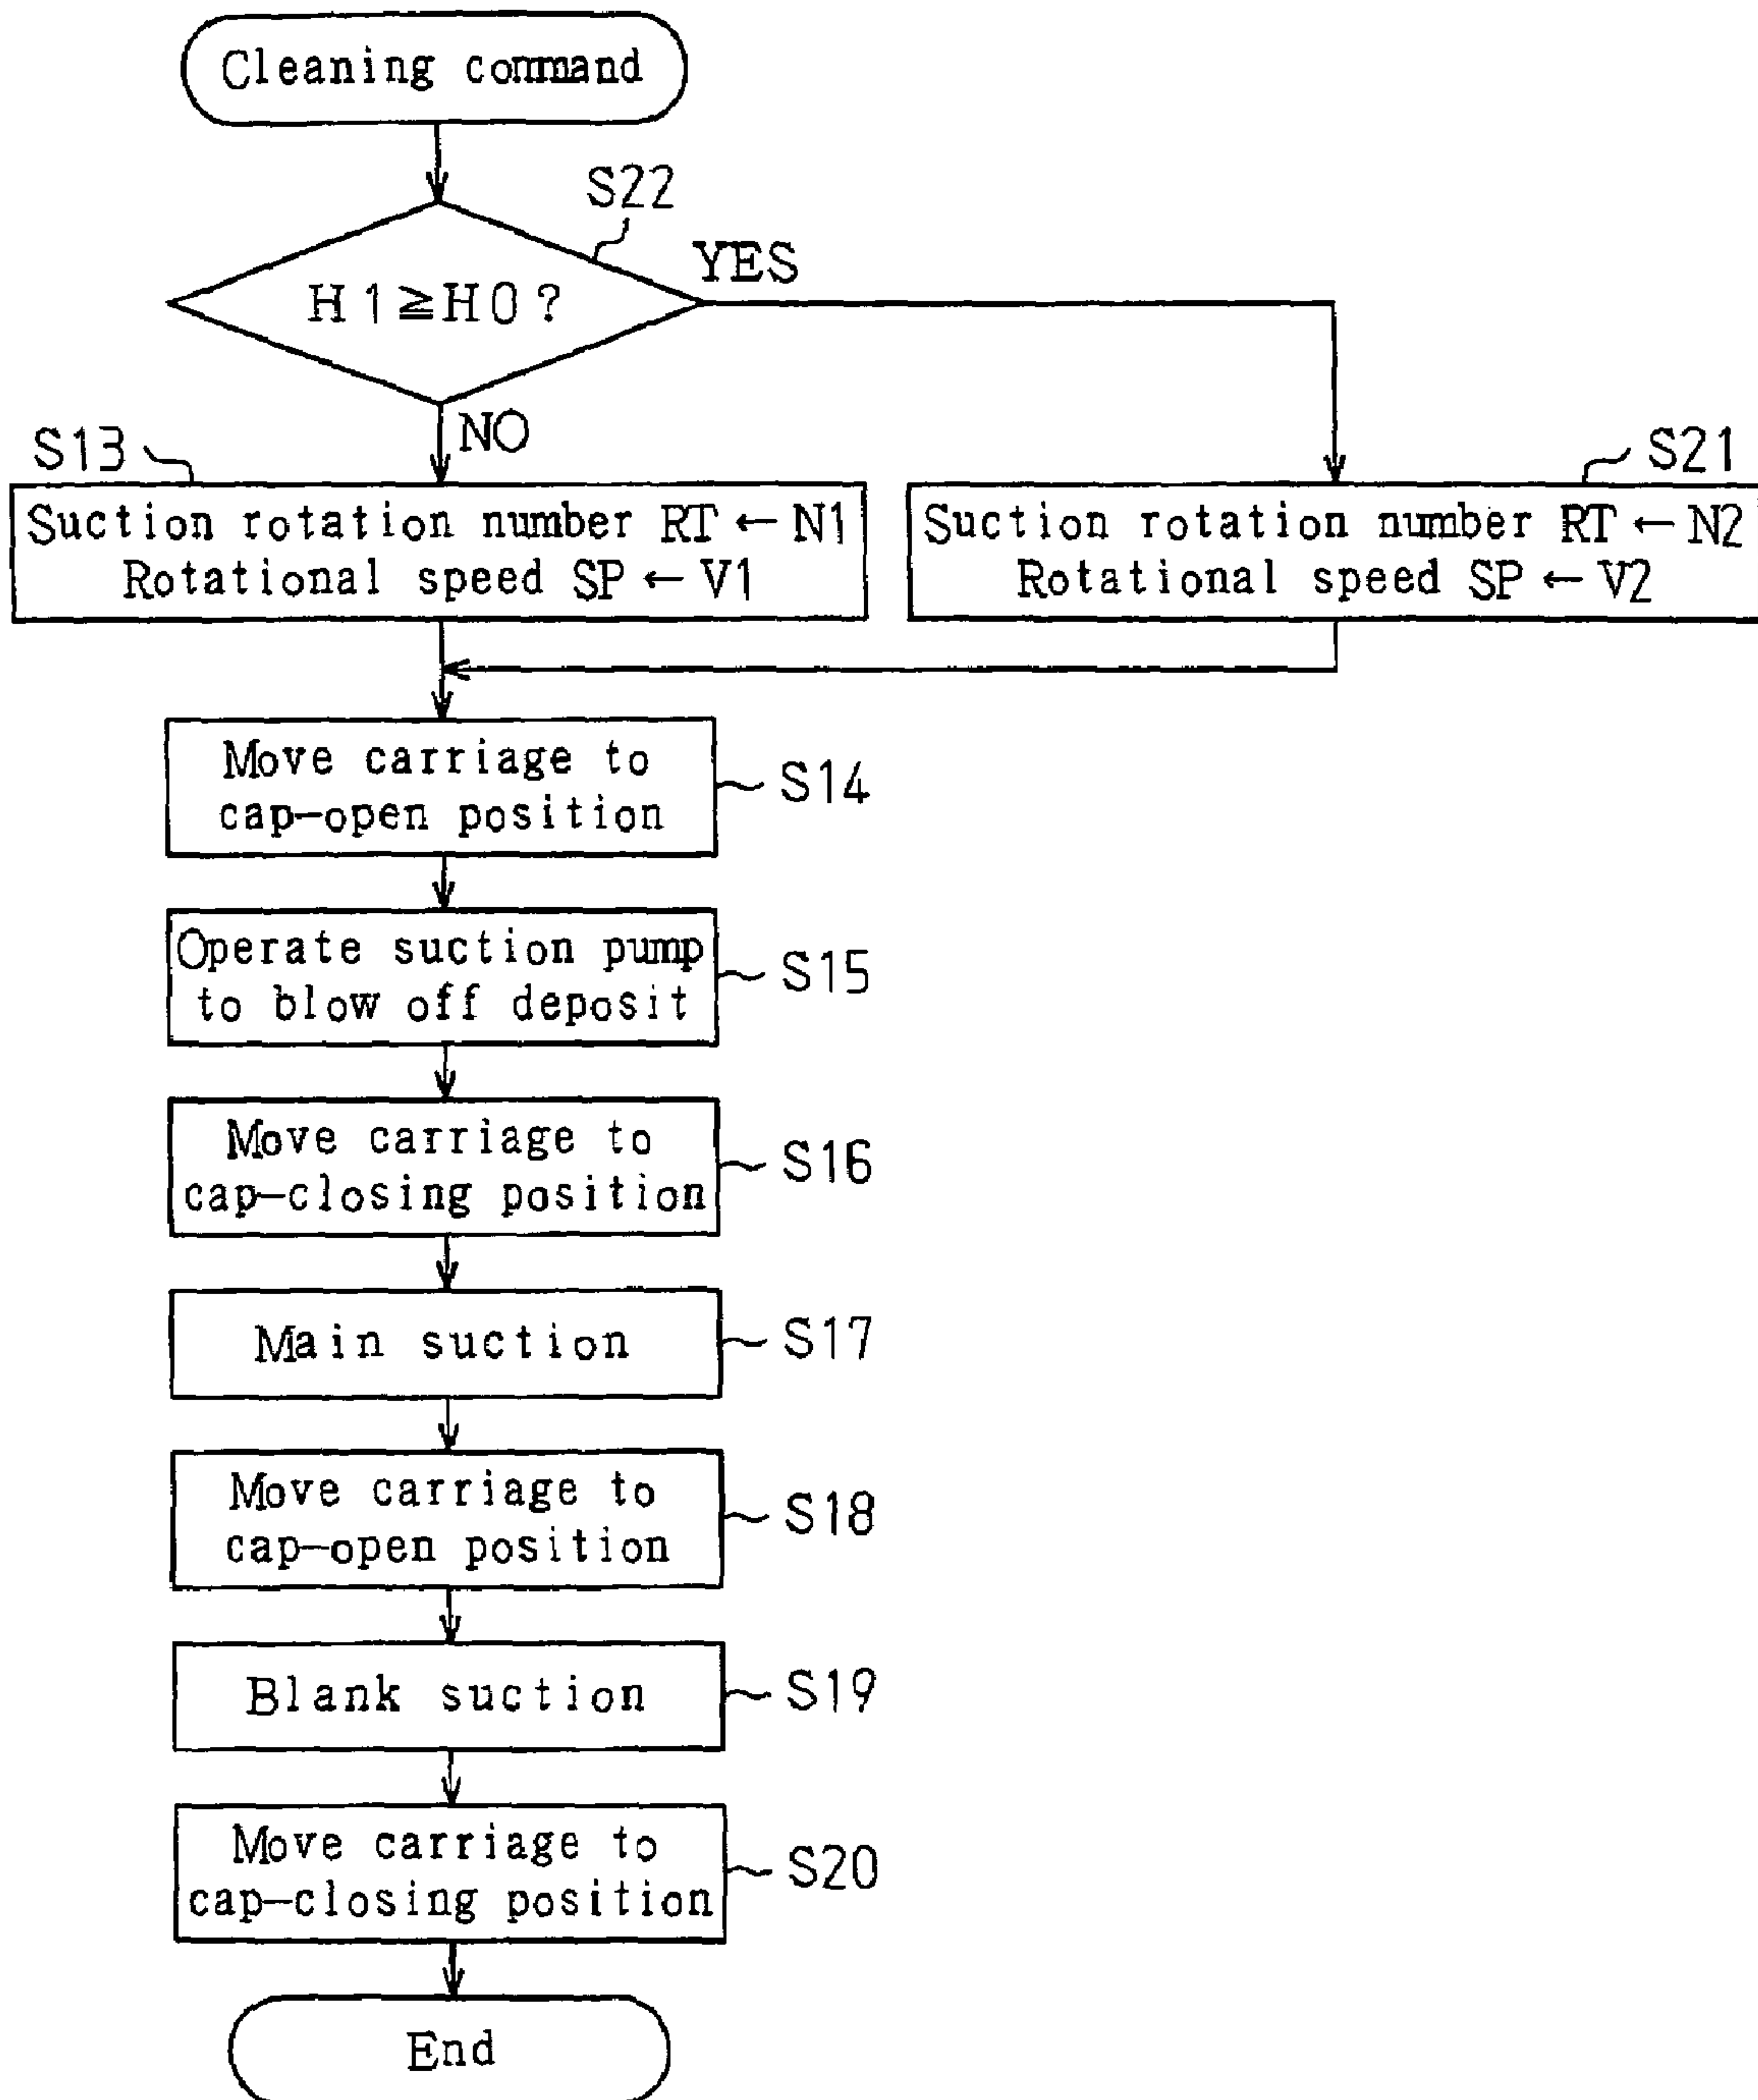 Cleaning command
S22
H1≧H0?
YES
NO
S13
Suction rotation number RT ← N1
Rotational speed SP ← V1
S21
Suction rotation number RT ← N2
Rotational speed SP ← V2
Move carriage to
cap-open position
S14
Operate suction pump
to blow off deposit
S15
Move carriage to
cap-closing position
S16
Main suction
S17
Move carriage to
cap-open position
S18
Blank suction
S19
Move carriage to
cap-closing position
S20
End